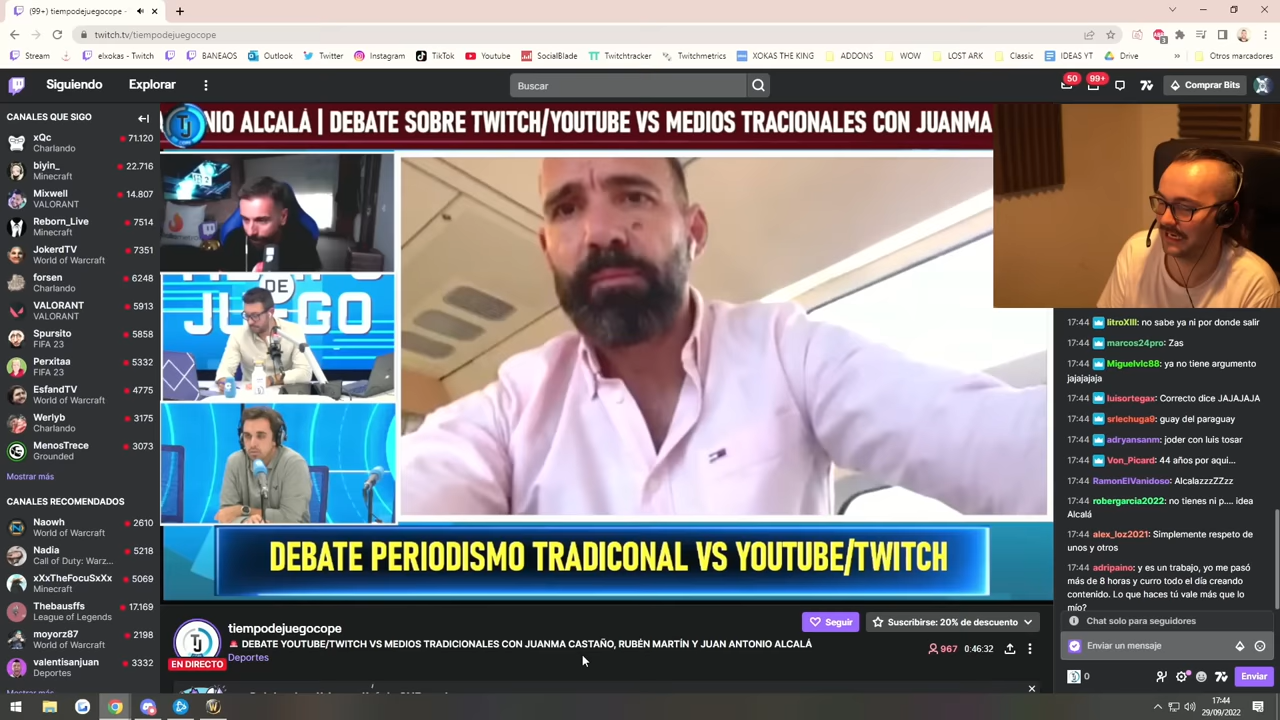 (99+) tiempodejuegocope -
twitch.tv/tiempodejuegocope
Stream
elxokas - Twitch
BANEAOS
Outlook
Twitter
Instagram
TikTok
Youtube
SocialBlade
Twitchtracker
Twitchmetrics
XOKAS THE KING
ADDONS
WOW
LOST ARK
Classic
IDEAS YT
Drive
»
Otros marcadores
Siguiendo
Explorar
Buscar
50
99+
Comprar Bits
CANALES QUE SIGO
xQc
71.120
Charlando
biyin_
22.716
Minecraft
Mixwell
14.807
VALORANT
Reborn_Live
7514
JokerdTV
7351
World of Warcraft
forsen
6248
Charlando
VALORANT
5913
Spursito
5858
FIFA 23
Perxitaa
5332
FIFA 23
EsfandTV
4775
World of Warcraft
Werlyb
3175
Charlando
MenosTrece
3073
Grounded
Mostrar más
CANALES RECOMENDADOS
Naowh
2610
World of Warcraft
Nadia
5218
Call of Duty: Warz...
xXxTheFocuSxXx
5069
Minecraft
Thebausffs
17.169
League of Legends
moyorz87
2198
World of Warcraft
valentisanjuan
3332
Deportes
NIO ALCALÁ | DEBATE SOBRE TWITCH/YOUTUBE VS MEDIOS TRACIONALES CON JUANMA
TJ
DE
JUEGO
DEBATE PERIODISMO TRADICONAL VS YOUTUBE/TWITCH
TJ
EN DIRECTO
tiempodejuegocope
DEBATE YOUTUBE/TWITCH VS MEDIOS TRADICIONALES CON JUANMA CASTAÑO, RUBÉN MARTÍN Y JUAN ANTONIO ALCALÁ
Deportes
Seguir
Suscribirse: 20% de descuento
967
0:46:32
17:44 litroXIII: no sabe ya ni por donde salir
17:44 marcos24pro: Zas
17:44 Miguelvlc88: ya no tiene argumento
jajajajaja
17:44 luisortegax: Correcto dice JAJAJAJA
17:44 srlechuga9: guay del paraguay
17:44 adryansanm: joder con luis tosar
17:44 Von_Picard: 44 años por aqui...
17:44 RamonElVanidoso: AlcalazzzZZzz
17:44 robergarcia2022: no tienes ni p.... idea
Alcalá
17:44 alex_loz2021: Simplemente respeto de
unos y otros
17:44 adripaino: y es un trabajo, yo me pasó
más de 8 horas y curro todo el día creando
contenido. Lo que haces tú vale más que lo
mío?
Chat solo para seguidores
Enviar un mensaje
0
Enviar
17:44
29/09/2022